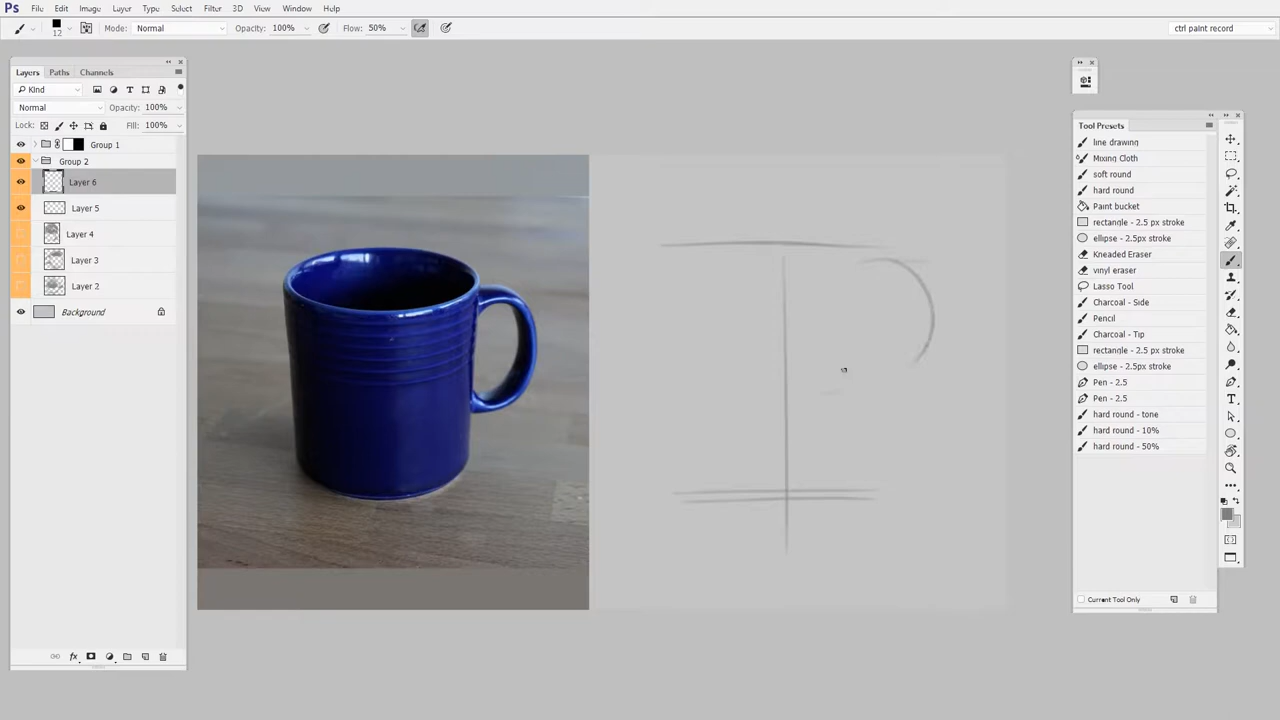 Ps File Edit Image Layer Type Select Filter 3D View Window Help
12 Mode: Normal Opacity: 100% Flow: 50% ctrl paint record
Layers Paths Channels
Kind
Normal Opacity: 100%
Lock: Fill: 100%
Group 1
Group 2
Layer 6
Layer 5
Layer 4
Layer 3
Layer 2
Background
Tool Presets
line drawing
Mixing Cloth
soft round
hard round
Paint bucket
rectangle - 2.5 px stroke
ellipse - 2.5px stroke
Kneaded Eraser
vinyl eraser
Lasso Tool
Charcoal - Side
Pencil
Charcoal - Tip
rectangle - 2.5 px stroke
ellipse - 2.5px stroke
Pen - 2.5
Pen - 2.5
hard round - tone
hard round - 10%
hard round - 50%
Current Tool Only